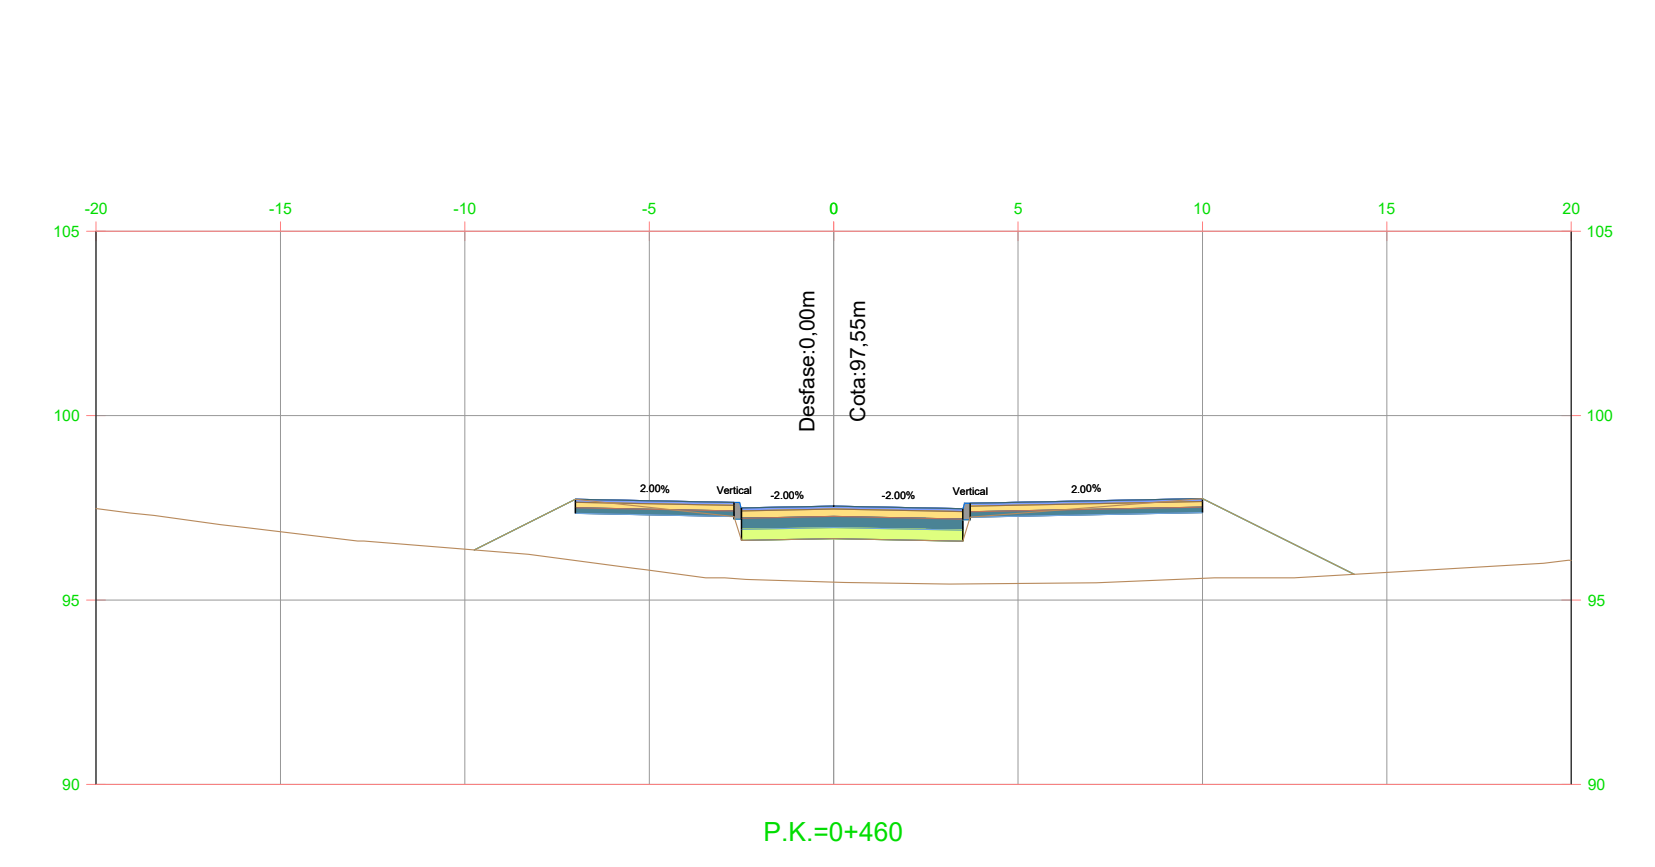 -20 -15 -10 -5 0 5 10 15 20
105 105
Desfase:0,00m
Cota:97,55m
100 100
2.00% Vertical -2.00% -2.00% Vertical 2.00%
95 95
90 90
P.K.=0+460